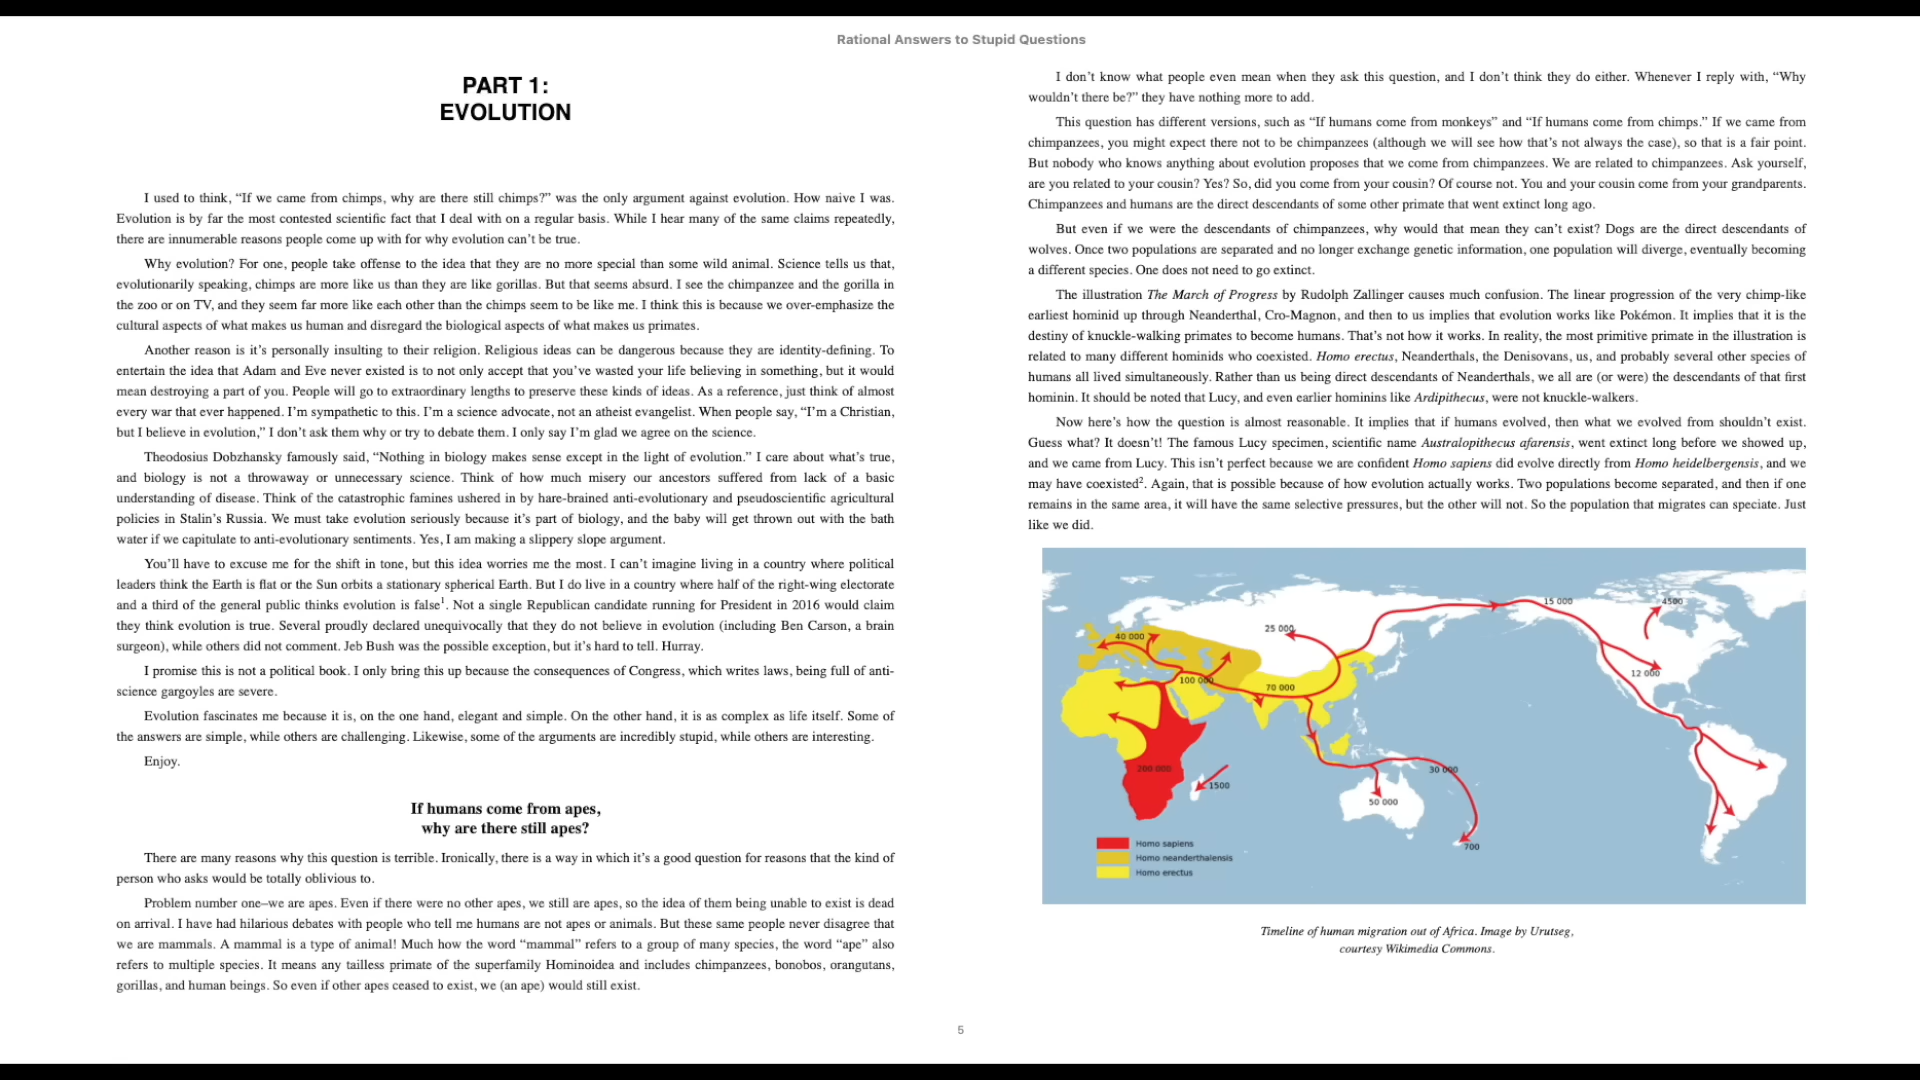 Rational Answers to Stupid Questions
PART 1:
EVOLUTION
I used to think, “If we came from chimps, why are there still chimps?” was the only argument against evolution. How naive I was.
Evolution is by far the most contested scientific fact that I deal with on a regular basis. While I hear many of the same claims repeatedly,
there are innumerable reasons people come up with for why evolution can’t be true.
Why evolution? For one, people take offense to the idea that they are no more special than some wild animal. Science tells us that,
evolutionarily speaking, chimps are more like us than they are like gorillas. But that seems absurd. I see the chimpanzee and the gorilla in
the zoo or on TV, and they seem far more like each other than the chimps seem to be like me. I think this is because we over-emphasize the
cultural aspects of what makes us human and disregard the biological aspects of what makes us primates.
Another reason is it’s personally insulting to their religion. Religious ideas can be dangerous because they are identity-defining. To
entertain the idea that Adam and Eve never existed is to not only accept that you’ve wasted your life believing in something, but it would
mean destroying a part of you. People will go to extraordinary lengths to preserve these kinds of ideas. As a reference, just think of almost
every war that ever happened. I’m sympathetic to this. I’m a science advocate, not an atheist evangelist. When people say, “I’m a Christian,
but I believe in evolution,” I don’t ask them why or try to debate them. I only say I’m glad we agree on the science.
Theodosius Dobzhansky famously said, “Nothing in biology makes sense except in the light of evolution.” I care about what’s true,
and biology is not a throwaway or unnecessary science. Think of how much misery our ancestors suffered from lack of a basic
understanding of disease. Think of the catastrophic famines ushered in by hare-brained anti-evolutionary and pseudoscientific agricultural
policies in Stalin’s Russia. We must take evolution seriously because it’s part of biology, and the baby will get thrown out with the bath
water if we capitulate to anti-evolutionary sentiments. Yes, I am making a slippery slope argument.
You’ll have to excuse me for the shift in tone, but this idea worries me the most. I can’t imagine living in a country where political
leaders think the Earth is flat or the Sun orbits a stationary spherical Earth. But I do live in a country where half of the right-wing electorate
and a third of the general public thinks evolution is false1. Not a single Republican candidate running for President in 2016 would claim
they think evolution is true. Several proudly declared unequivocally that they do not believe in evolution (including Ben Carson, a brain
surgeon), while others did not comment. Jeb Bush was the possible exception, but it’s hard to tell. Hurray.
I promise this is not a political book. I only bring this up because the consequences of Congress, which writes laws, being full of anti-
science gargoyles are severe.
Evolution fascinates me because it is, on the one hand, elegant and simple. On the other hand, it is as complex as life itself. Some of
the answers are simple, while others are challenging. Likewise, some of the arguments are incredibly stupid, while others are interesting.
Enjoy.
If humans come from apes,
why are there still apes?
There are many reasons why this question is terrible. Ironically, there is a way in which it’s a good question for reasons that the kind of
person who asks would be totally oblivious to.
Problem number one–we are apes. Even if there were no other apes, we still are apes, so the idea of them being unable to exist is dead
on arrival. I have had hilarious debates with people who tell me humans are not apes or animals. But these same people never disagree that
we are mammals. A mammal is a type of animal! Much how the word “mammal” refers to a group of many species, the word “ape” also
refers to multiple species. It means any tailless primate of the superfamily Hominoidea and includes chimpanzees, bonobos, orangutans,
gorillas, and human beings. So even if other apes ceased to exist, we (an ape) would still exist.
I don’t know what people even mean when they ask this question, and I don’t think they do either. Whenever I reply with, “Why
wouldn’t there be?” they have nothing more to add.
This question has different versions, such as “If humans come from monkeys” and “If humans come from chimps.” If we came from
chimpanzees, you might expect there not to be chimpanzees (although we will see how that’s not always the case), so that is a fair point.
But nobody who knows anything about evolution proposes that we come from chimpanzees. We are related to chimpanzees. Ask yourself,
are you related to your cousin? Yes? So, did you come from your cousin? Of course not. You and your cousin come from your grandparents.
Chimpanzees and humans are the direct descendants of some other primate that went extinct long ago.
But even if we were the descendants of chimpanzees, why would that mean they can’t exist? Dogs are the direct descendants of
wolves. Once two populations are separated and no longer exchange genetic information, one population will diverge, eventually becoming
a different species. One does not need to go extinct.
The illustration The March of Progress by Rudolph Zallinger causes much confusion. The linear progression of the very chimp-like
earliest hominid up through Neanderthal, Cro-Magnon, and then to us implies that evolution works like Pokémon. It implies that it is the
destiny of knuckle-walking primates to become humans. That’s not how it works. In reality, the most primitive primate in the illustration is
related to many different hominids who coexisted. Homo erectus, Neanderthals, the Denisovans, us, and probably several other species of
humans all lived simultaneously. Rather than us being direct descendants of Neanderthals, we all are (or were) the descendants of that first
hominin. It should be noted that Lucy, and even earlier hominins like Ardipithecus, were not knuckle-walkers.
Now here’s how the question is almost reasonable. It implies that if humans evolved, then what we evolved from shouldn’t exist.
Guess what? It doesn’t! The famous Lucy specimen, scientific name Australopithecus afarensis, went extinct long before we showed up,
and we came from Lucy. This isn’t perfect because we are confident Homo sapiens did evolve directly from Homo heidelbergensis, and we
may have coexisted2. Again, that is possible because of how evolution actually works. Two populations become separated, and then if one
remains in the same area, it will have the same selective pressures, but the other will not. So the population that migrates can speciate. Just
like we did.
15 000
4500
25 000
40 000
12 000
100 000
70 000
200 000
30 000
1500
50 000
700
Homo sapiens
Homo neanderthalensis
Homo erectus
Timeline of human migration out of Africa. Image by Urutseg,
courtesy Wikimedia Commons.
5